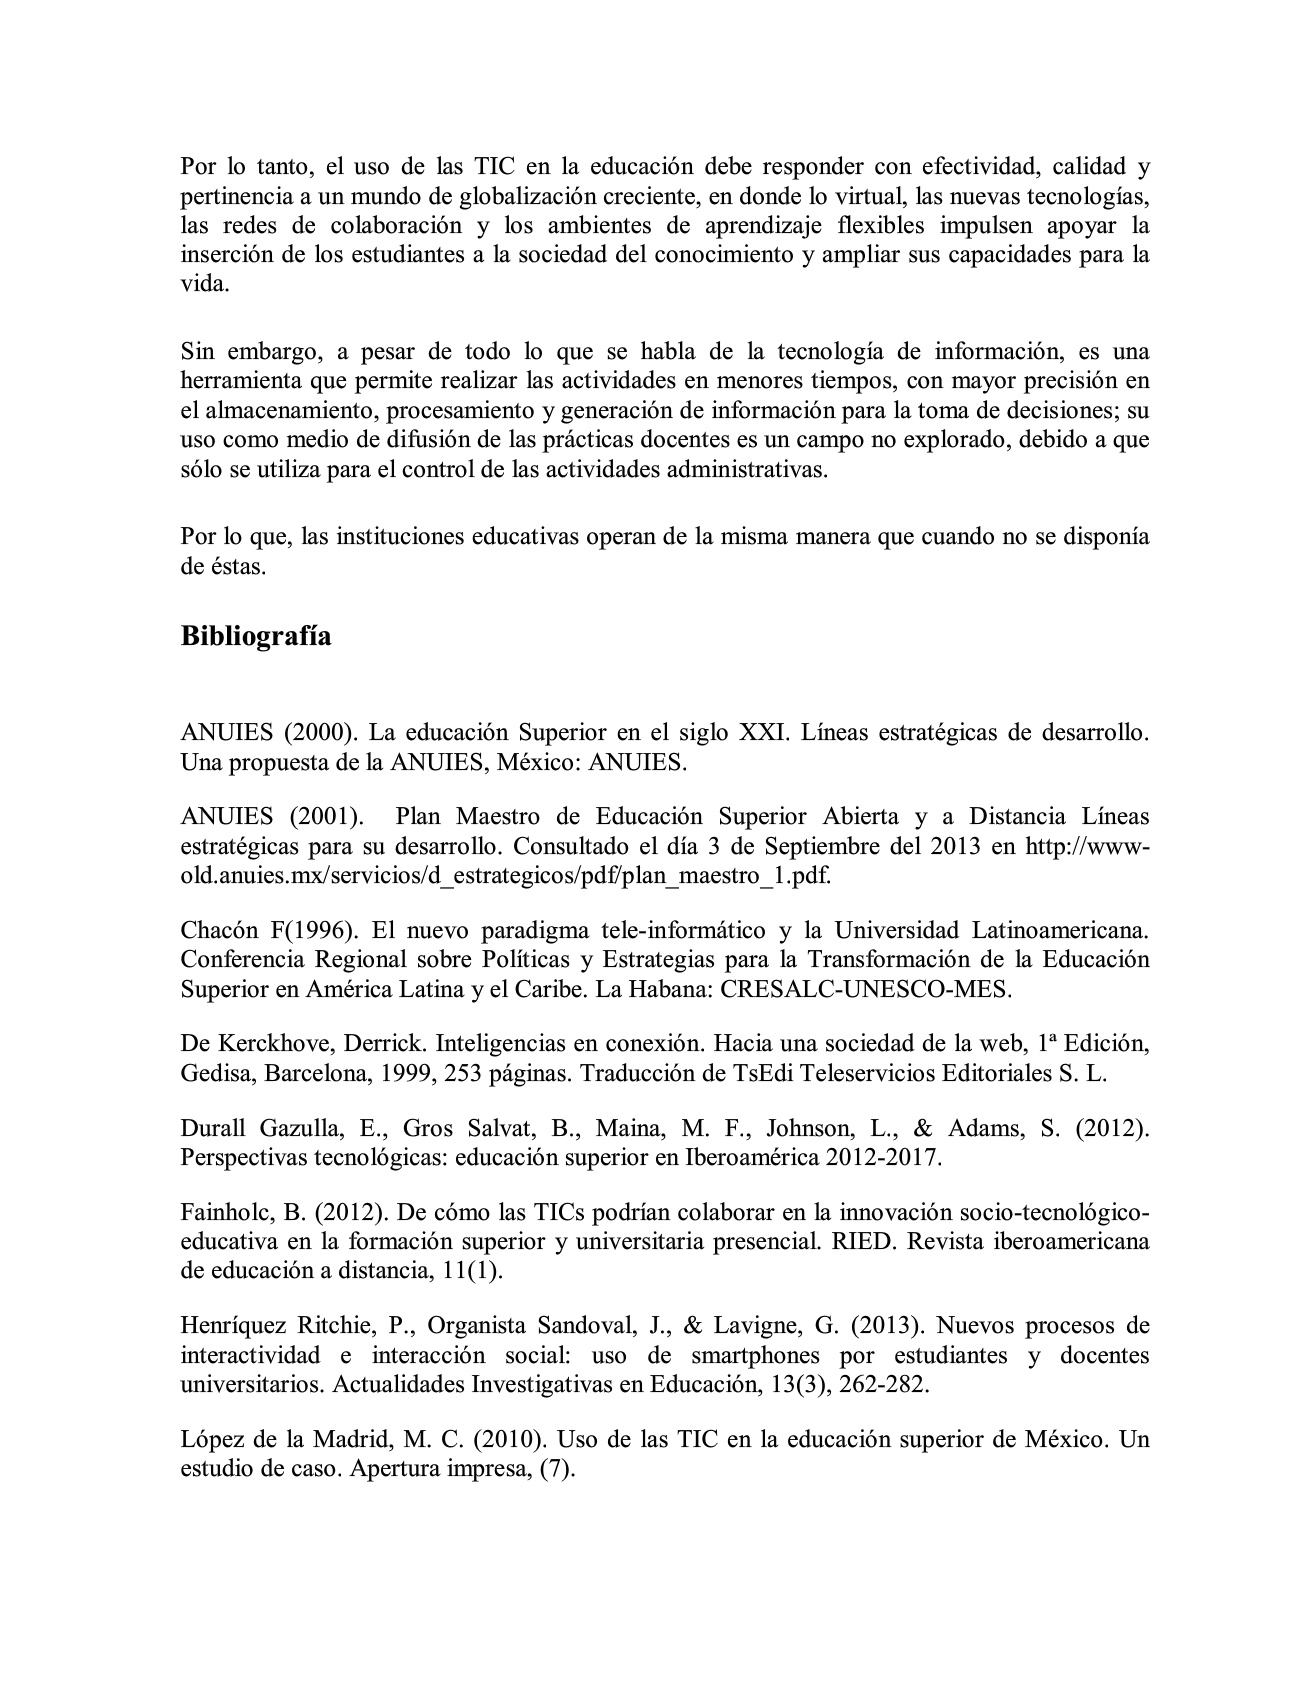 Por lo tanto, el uso de las TIC en la educación debe responder con efectividad, calidad y
pertinencia a un mundo de globalización creciente, en donde lo virtual, las nuevas tecnologías,
las redes de colaboración y los ambientes de aprendizaje flexibles impulsen apoyar la
inserción de los estudiantes a la sociedad del conocimiento y ampliar sus capacidades para la
vida.
Sin embargo, a pesar de todo lo que se habla de la tecnología de información, es una
herramienta que permite realizar las actividades en menores tiempos, con mayor precisión en
el almacenamiento, procesamiento y generación de información para la toma de decisiones; su
uso como medio de difusión de las prácticas docentes es un campo no explorado, debido a que
sólo se utiliza para el control de las actividades administrativas.
Por lo que, las instituciones educativas operan de la misma manera que cuando no se disponía
de éstas.
Bibliografía
ANUIES (2000). La educación Superior en el siglo XXI. Líneas estratégicas de desarrollo.
Una propuesta de la ANUIES, México: ANUIES.
ANUIES (2001).  Plan Maestro de Educación Superior Abierta y a Distancia Líneas
estratégicas para su desarrollo. Consultado el día 3 de Septiembre del 2013 en http://www-
old.anuies.mx/servicios/d_estrategicos/pdf/plan_maestro_1.pdf.
Chacón F(1996). El nuevo paradigma tele-informático y la Universidad Latinoamericana.
Conferencia Regional sobre Políticas y Estrategias para la Transformación de la Educación
Superior en América Latina y el Caribe. La Habana: CRESALC-UNESCO-MES.
De Kerckhove, Derrick. Inteligencias en conexión. Hacia una sociedad de la web, 1ª Edición,
Gedisa, Barcelona, 1999, 253 páginas. Traducción de TsEdi Teleservicios Editoriales S. L.
Durall Gazulla, E., Gros Salvat, B., Maina, M. F., Johnson, L., & Adams, S. (2012).
Perspectivas tecnológicas: educación superior en Iberoamérica 2012-2017.
Fainholc, B. (2012). De cómo las TICs podrían colaborar en la innovación socio-tecnológico-
educativa en la formación superior y universitaria presencial. RIED. Revista iberoamericana
de educación a distancia, 11(1).
Henríquez Ritchie, P., Organista Sandoval, J., & Lavigne, G. (2013). Nuevos procesos de
interactividad e interacción social: uso de smartphones por estudiantes y docentes
universitarios. Actualidades Investigativas en Educación, 13(3), 262-282.
López de la Madrid, M. C. (2010). Uso de las TIC en la educación superior de México. Un
estudio de caso. Apertura impresa, (7).